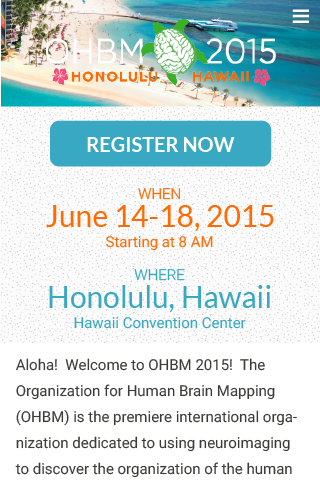 OHBM 2015
HONOLULU HAWAII
REGISTER NOW
WHEN
June 14-18, 2015
Starting at 8 AM
WHERE
Honolulu, Hawaii
Hawaii Convention Center
Aloha!  Welcome to OHBM 2015!  The
Organization for Human Brain Mapping
(OHBM) is the premiere international orga-
nization dedicated to using neuroimaging
to discover the organization of the human